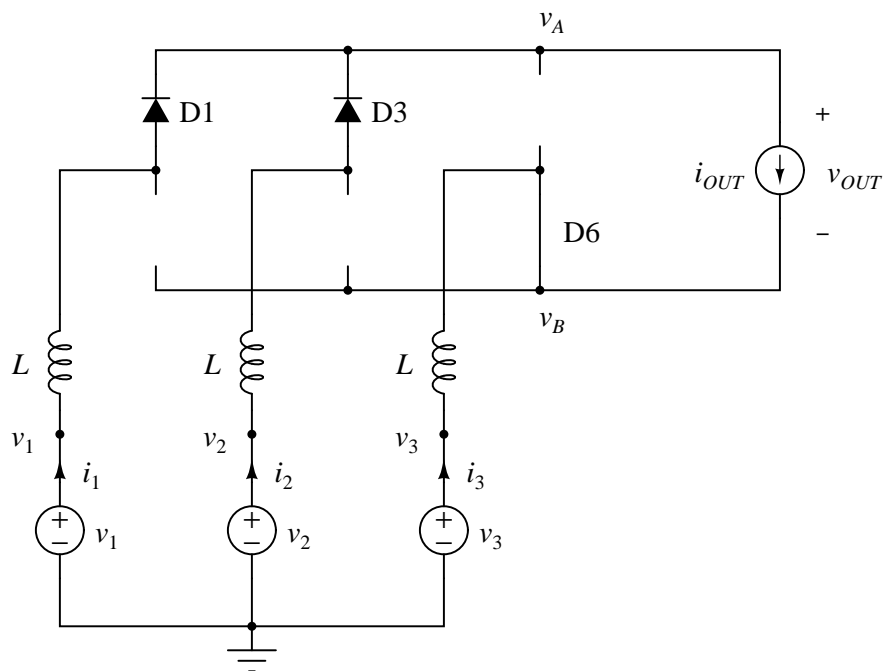 v_A
D1
D3
+
i_OUT
v_OUT
D6
−
v_B
L
L
L
v_1
v_2
v_3
i_1
i_2
i_3
+
−
v_1
+
−
v_2
+
−
v_3